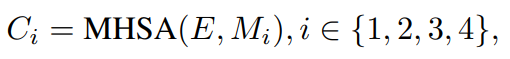 C_i = MHSA(E, M_i), i ∈ {1, 2, 3, 4},